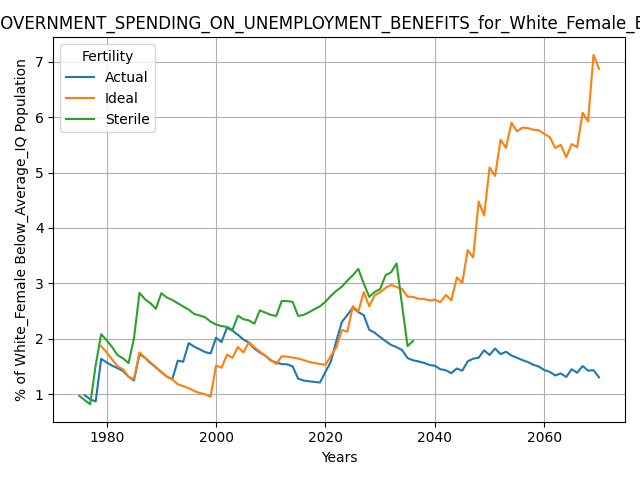 OVERNMENT_SPENDING_ON_UNEMPLOYMENT_BENEFITS_for_White_Female_B
Fertility
Actual
Ideal
Sterile
7
6
5
4
3
2
1
% of White_Female Below_Average_IQ Population
1980 2000 2020 2040 2060
Years